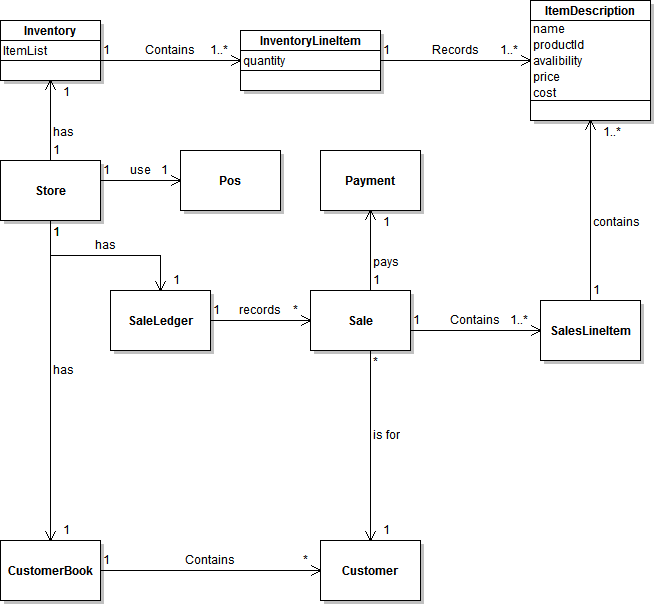 Inventory
ItemList
1 Contains 1..*
InventoryLineItem
quantity
1 Records 1..*
ItemDescription
name
productId
avalibility
price
cost
1
has
1
1..*
Store
1 use 1
Pos
Payment
1
contains
1
has
1
pays
1
1
SaleLedger
1 records *
Sale
1 Contains 1..*
SalesLineItem
has
*
is for
1
1
CustomerBook
1 Contains *
Customer